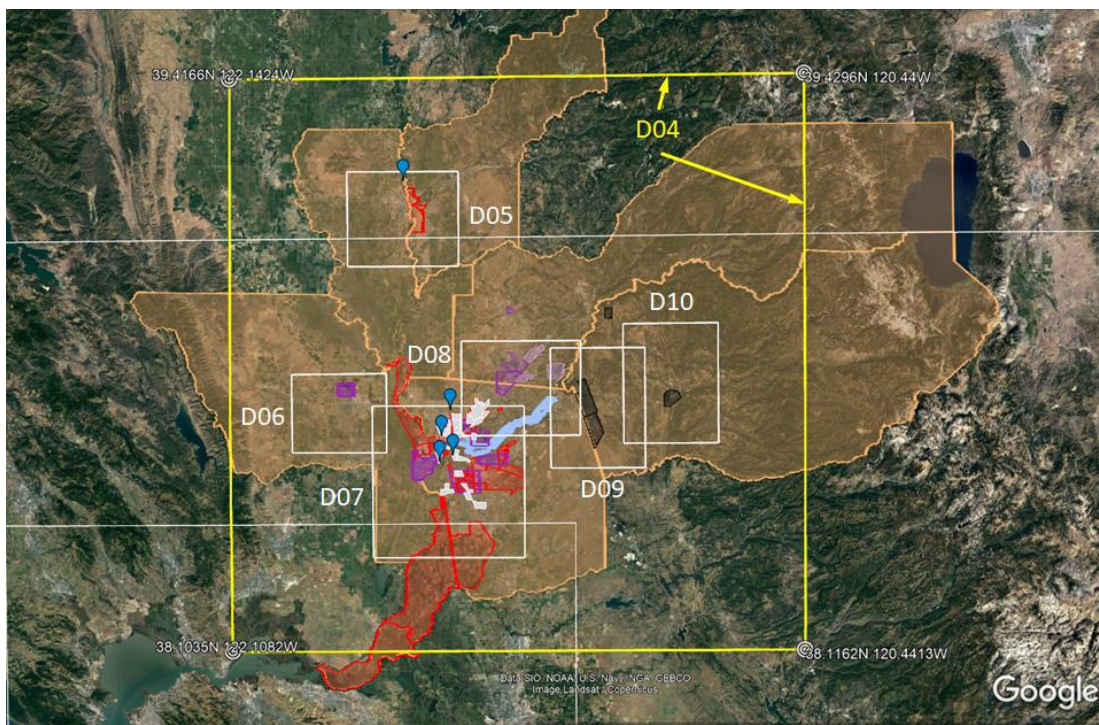 39.4166N 122.1424W
39.4296N 120.44W
D04
D05
D10
D08
D06
D09
D07
38.1035N 122.1082W
38.1162N 120.4413W
Data SIO, NOAA, U.S. Navy, NGA, GEBCO
Image Landsat / Copernicus
Google